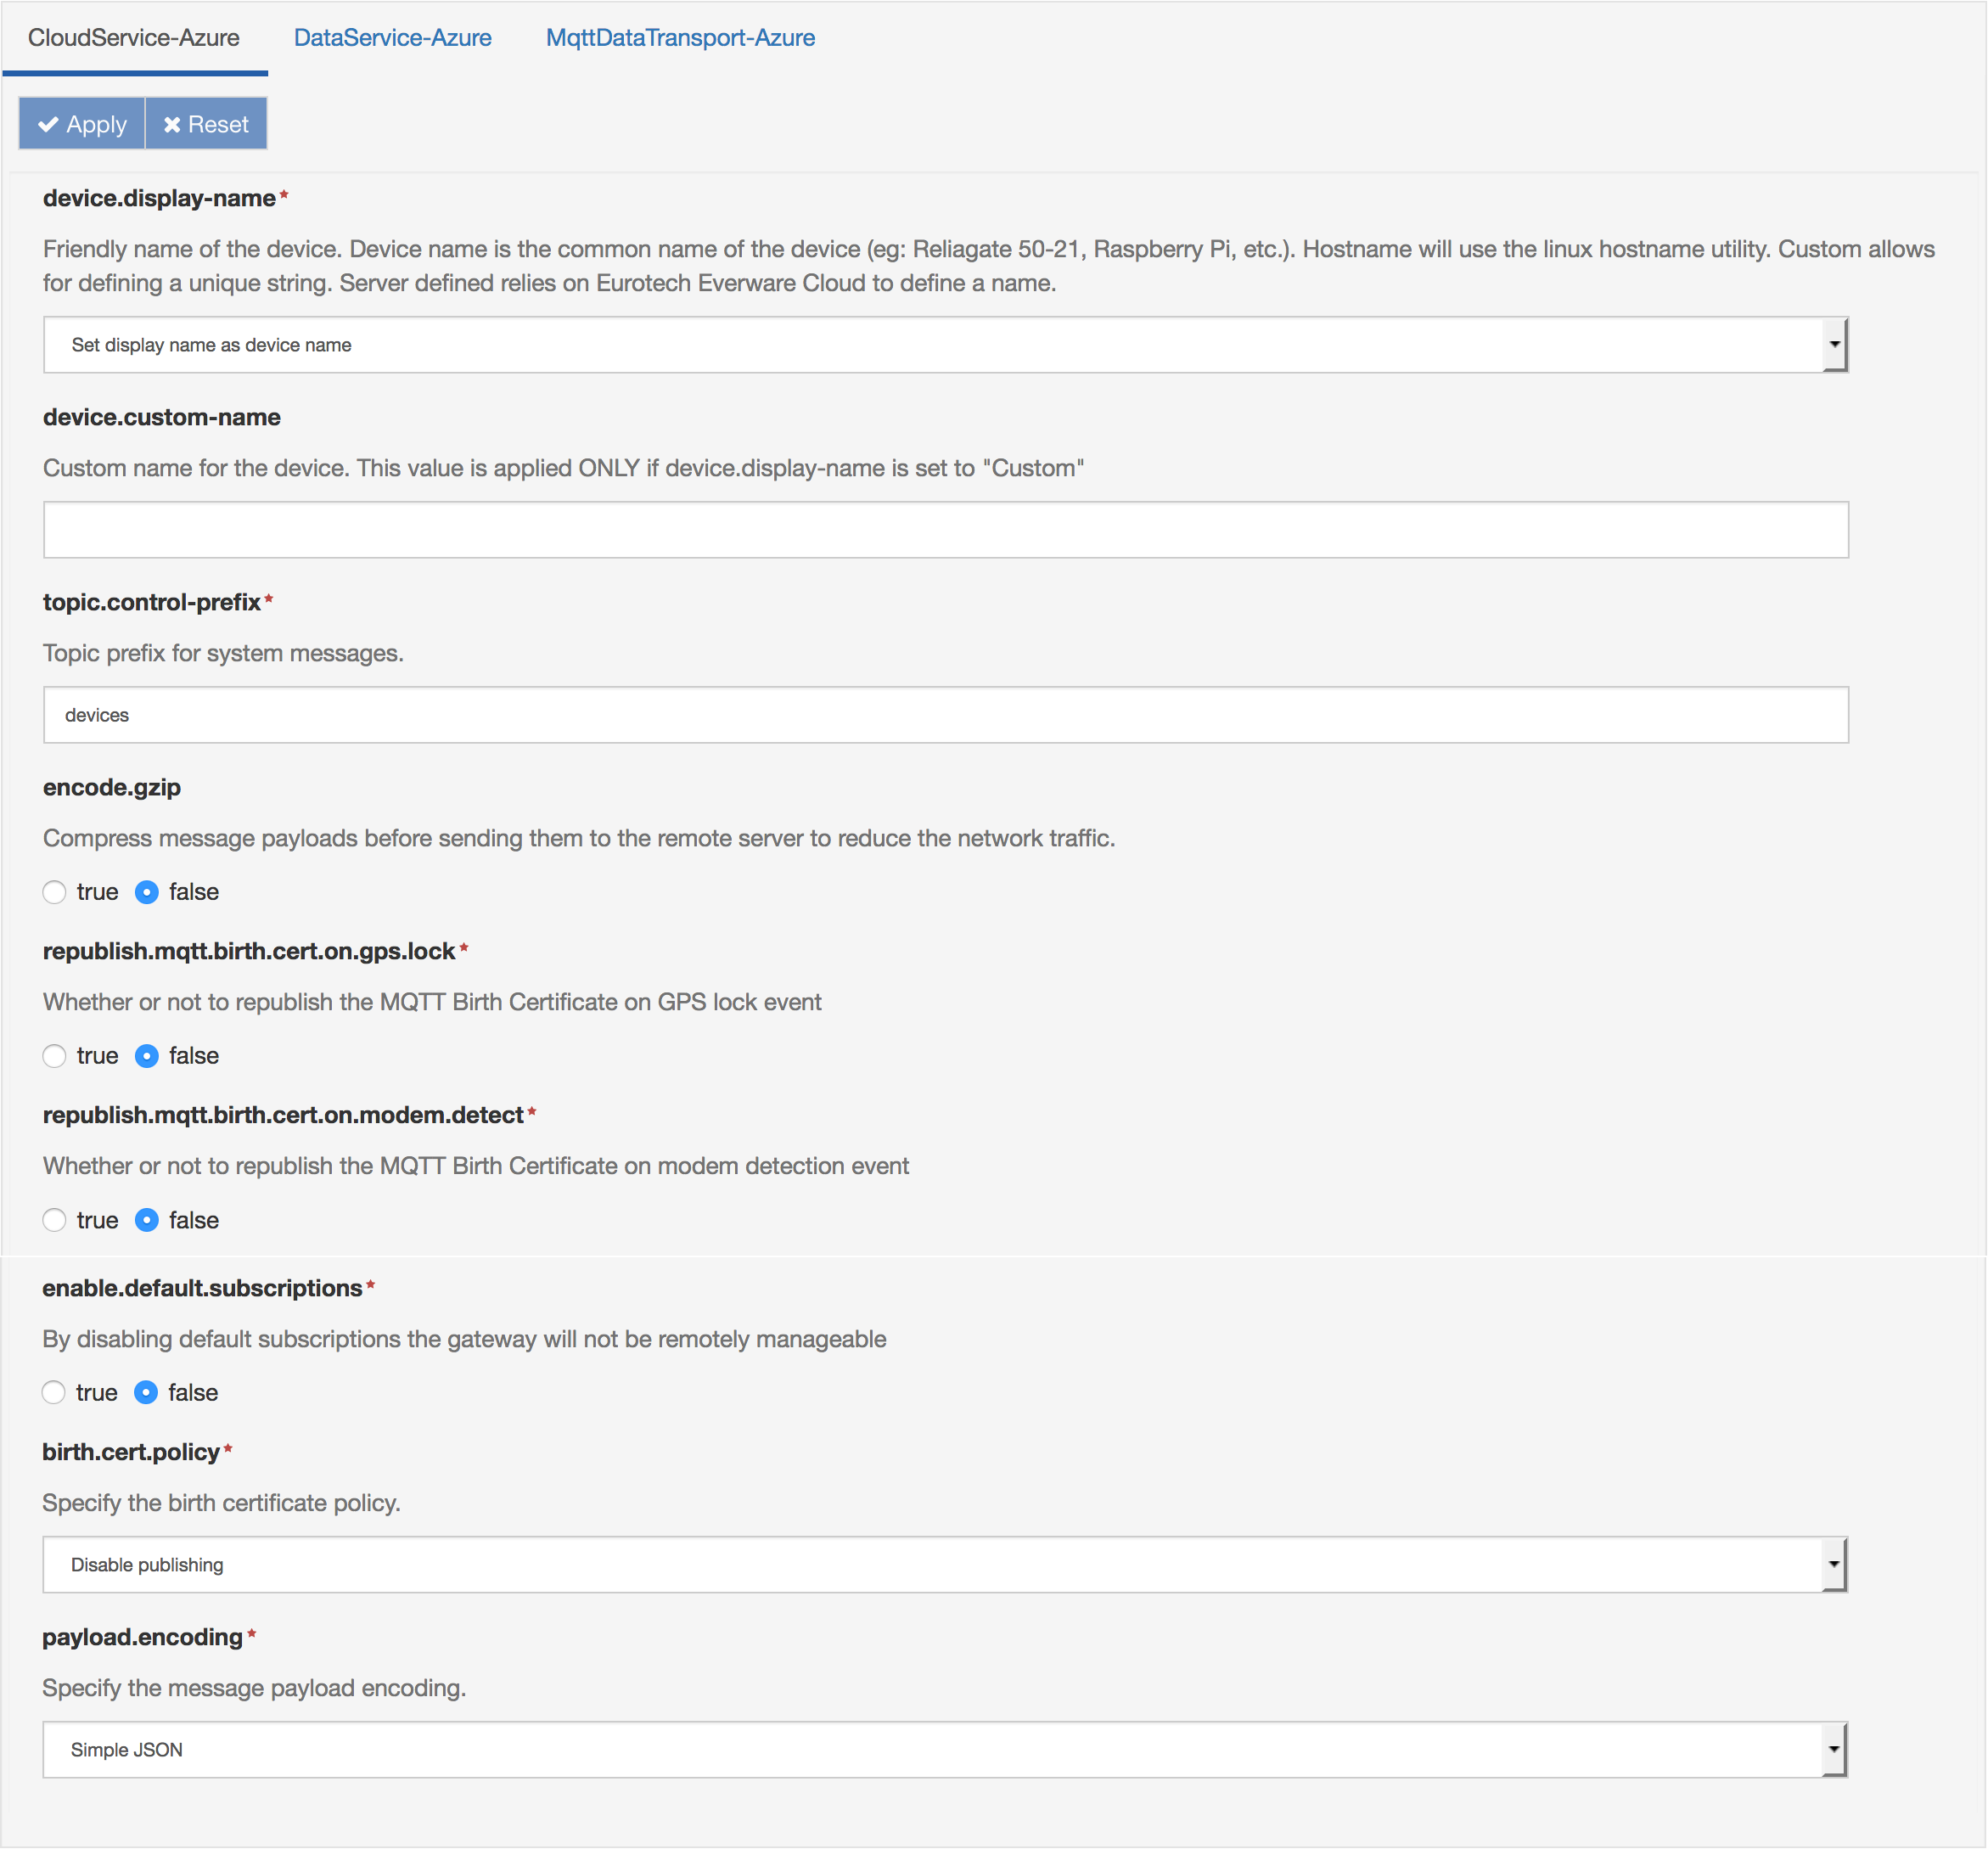 CloudService-Azure DataService-Azure MqttDataTransport-Azure
Apply Reset
device.display-name*
Friendly name of the device. Device name is the common name of the device (eg: Reliagate 50-21, Raspberry Pi, etc.). Hostname will use the linux hostname utility. Custom allows
for defining a unique string. Server defined relies on Eurotech Everware Cloud to define a name.
Set display name as device name
device.custom-name
Custom name for the device. This value is applied ONLY if device.display-name is set to "Custom"
topic.control-prefix*
Topic prefix for system messages.
devices
encode.gzip
Compress message payloads before sending them to the remote server to reduce the network traffic.
true false
republish.mqtt.birth.cert.on.gps.lock*
Whether or not to republish the MQTT Birth Certificate on GPS lock event
true false
republish.mqtt.birth.cert.on.modem.detect*
Whether or not to republish the MQTT Birth Certificate on modem detection event
true false
enable.default.subscriptions*
By disabling default subscriptions the gateway will not be remotely manageable
true false
birth.cert.policy*
Specify the birth certificate policy.
Disable publishing
payload.encoding*
Specify the message payload encoding.
Simple JSON